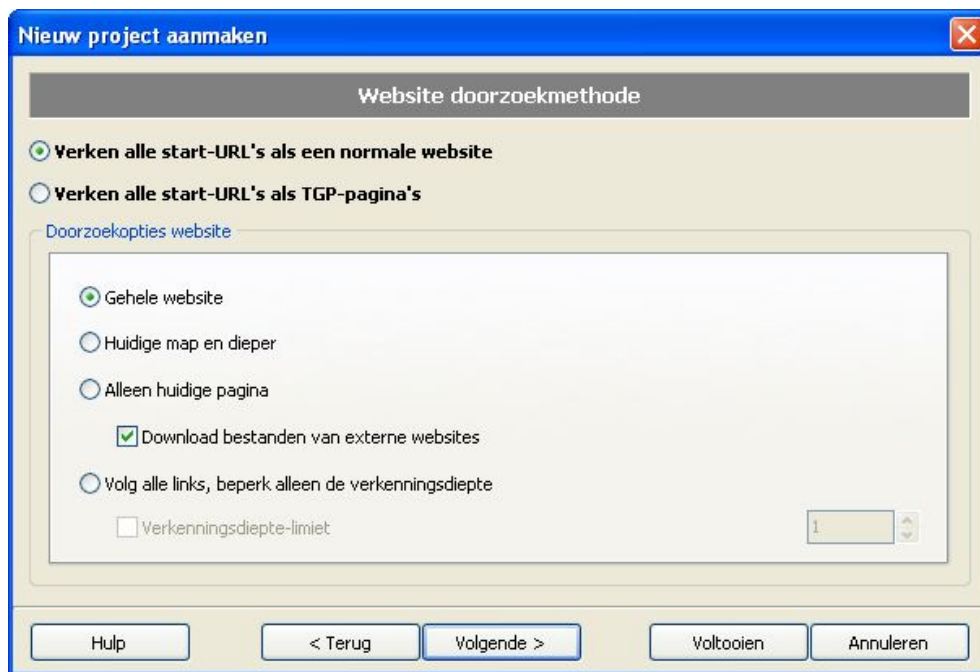 Nieuw project aanmaken
Website doorzoekmethode
Verken alle start-URL's als een normale website
Verken alle start-URL's als TGP-pagina's
Doorzoekopties website
Gehele website
Huidige map en dieper
Alleen huidige pagina
Download bestanden van externe websites
Volg alle links, beperk alleen de verkenningsdiepte
Verkenningsdiepte-limiet 1
Hulp < Terug Volgende > Voltooien Annuleren